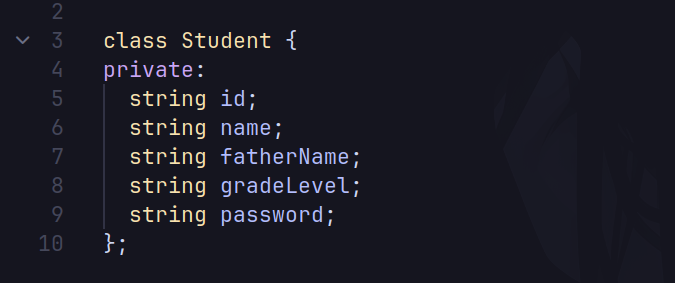 2
3 class Student {
4 private:
5 string id;
6 string name;
7 string fatherName;
8 string gradeLevel;
9 string password;
10 };